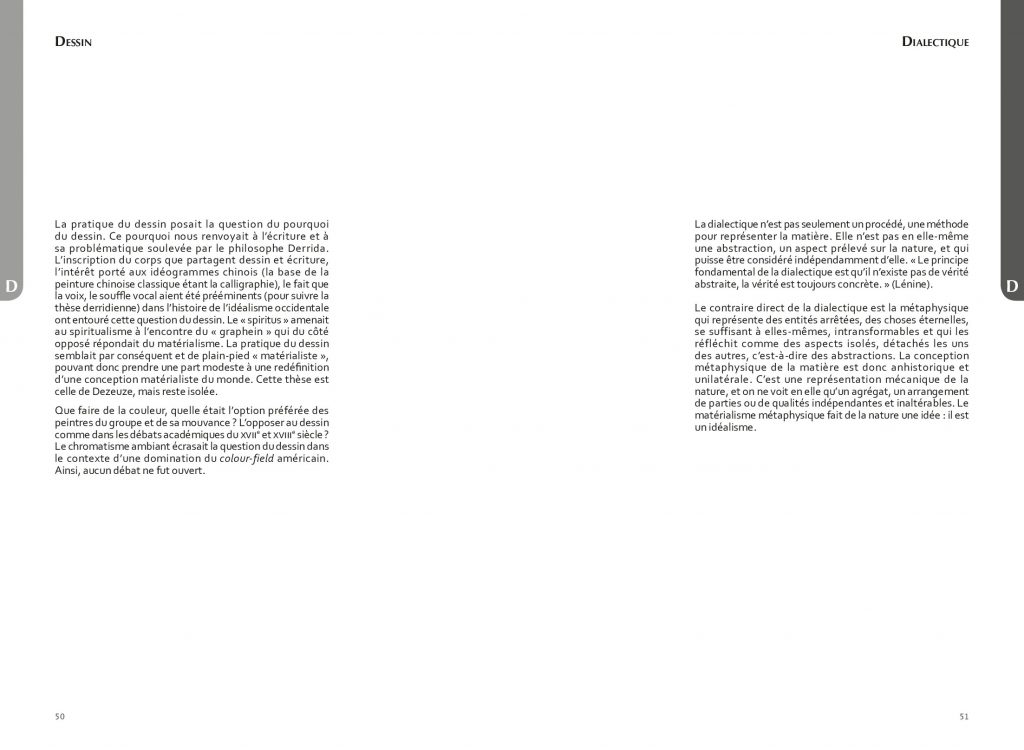 Dessin
La pratique du dessin posait la question du pourquoi
du dessin. Ce pourquoi nous renvoyait à l'écriture et à
sa problématique soulevée par le philosophe Derrida.
L'inscription du corps que partagent dessin et écriture,
l'intérêt porté aux idéogrammes chinois (la base de la
peinture chinoise classique étant la calligraphie), le fait que
la voix, le souffle vocal aient été prééminents (pour suivre la
thèse derridienne) dans l'histoire de l'idéalisme occidentale
ont entouré cette question du dessin. Le « spiritus » amenait
au spiritualisme à l'encontre du « graphein » qui du côté
opposé répondait du matérialisme. La pratique du dessin
semblait par conséquent et de plain-pied « matérialiste »,
pouvant donc prendre une part modeste à une redéfinition
d'une conception matérialiste du monde. Cette thèse est
celle de Dezeuze, mais reste isolée.
Que faire de la couleur, quelle était l'option préférée des
peintres du groupe et de sa mouvance ? L'opposer au dessin
comme dans les débats académiques du XVIIe et XVIIIe siècle ?
Le chromatisme ambiant écrasait la question du dessin dans
le contexte d'une domination du colour-field américain.
Ainsi, aucun débat ne fut ouvert.
D
50
Dialectique
La dialectique n'est pas seulement un procédé, une méthode
pour représenter la matière. Elle n'est pas en elle-même
une abstraction, un aspect prélevé sur la nature, et qui
puisse être considéré indépendamment d'elle. « Le principe
fondamental de la dialectique est qu'il n'existe pas de vérité
abstraite, la vérité est toujours concrète. » (Lénine).
Le contraire direct de la dialectique est la métaphysique
qui représente des entités arrêtées, des choses éternelles,
se suffisant à elles-mêmes, intransformables et qui les
réfléchit comme des aspects isolés, détachés les uns
des autres, c'est-à-dire des abstractions. La conception
métaphysique de la matière est donc anhistorique et
unilatérale. C'est une représentation mécanique de la
nature, et on ne voit en elle qu'un agrégat, un arrangement
de parties ou de qualités indépendantes et inaltérables. Le
matérialisme métaphysique fait de la nature une idée : il est
un idéalisme.
D
51